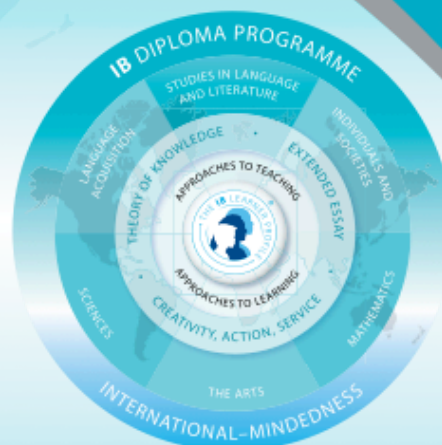 IB DIPLOMA PROGRAMME
STUDIES IN LANGUAGE
AND LITERATURE
LANGUAGE
ACQUISITION
INDIVIDUALS AND
SOCIETIES
THEORY OF KNOWLEDGE
EXTENDED ESSAY
APPROACHES TO TEACHING
THE IB LEARNER PROFILE
APPROACHES TO LEARNING
CREATIVITY, ACTION, SERVICE
SCIENCES
MATHEMATICS
THE ARTS
INTERNATIONAL-MINDEDNESS